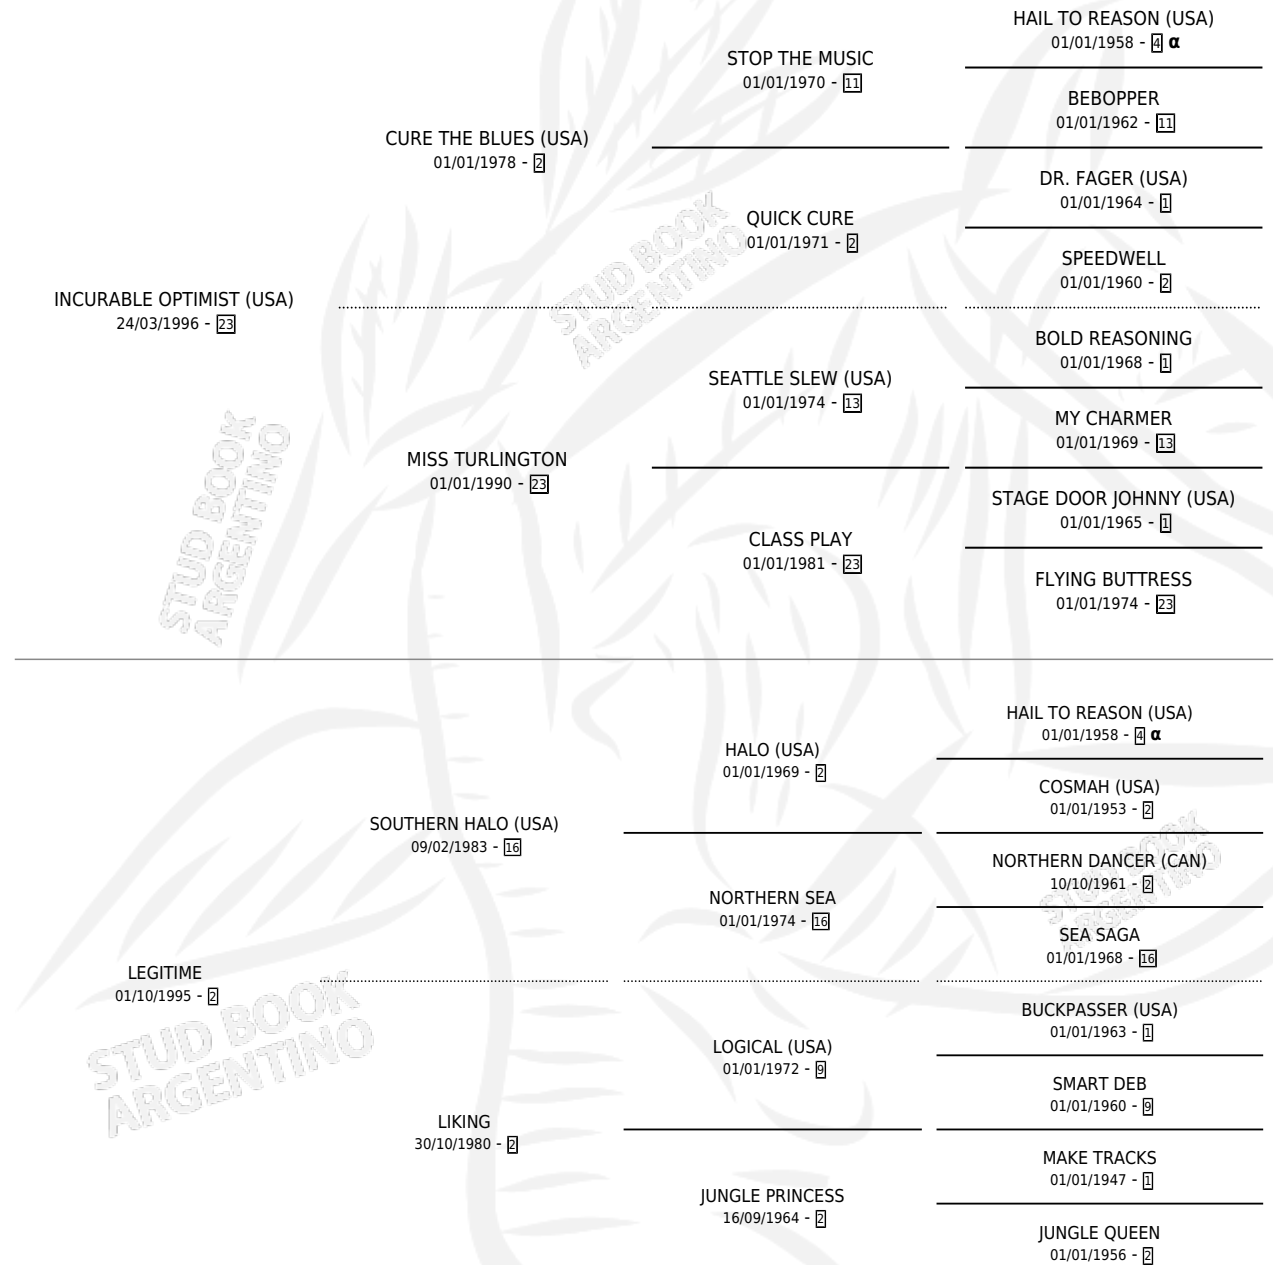 HAIL TO REASON (USA)
01/01/1958 - 4 α
STOP THE MUSIC
01/01/1970 - 11
BEBOPPER
01/01/1962 - 11
CURE THE BLUES (USA)
01/01/1978 - 2
DR. FAGER (USA)
01/01/1964 - 1
QUICK CURE
01/01/1971 - 2
SPEEDWELL
01/01/1960 - 2
INCURABLE OPTIMIST (USA)
24/03/1996 - 23
STUD BOOK
ARGENTINO
BOLD REASONING
01/01/1968 - 1
SEATTLE SLEW (USA)
01/01/1974 - 13
MY CHARMER
01/01/1969 - 13
MISS TURLINGTON
01/01/1990 - 23
STAGE DOOR JOHNNY (USA)
01/01/1965 - 1
STUD BOOK
ARGENTINO
CLASS PLAY
01/01/1981 - 23
FLYING BUTTRESS
01/01/1974 - 23
HAIL TO REASON (USA)
01/01/1958 - 4 α
HALO (USA)
01/01/1969 - 2
COSMAH (USA)
01/01/1953 - 2
SOUTHERN HALO (USA)
09/02/1983 - 16
STUD BOOK
ARGENTINO
NORTHERN DANCER (CAN)
10/10/1961 - 2
NORTHERN SEA
01/01/1974 - 16
SEA SAGA
01/01/1968 - 16
LEGITIME
01/10/1995 - 2
STUD BOOK
ARGENTINO
BUCKPASSER (USA)
01/01/1963 - 1
LOGICAL (USA)
01/01/1972 - 9
SMART DEB
01/01/1960 - 9
LIKING
30/10/1980 - 2
MAKE TRACKS
01/01/1947 - 1
JUNGLE PRINCESS
16/09/1964 - 2
JUNGLE QUEEN
01/01/1956 - 2